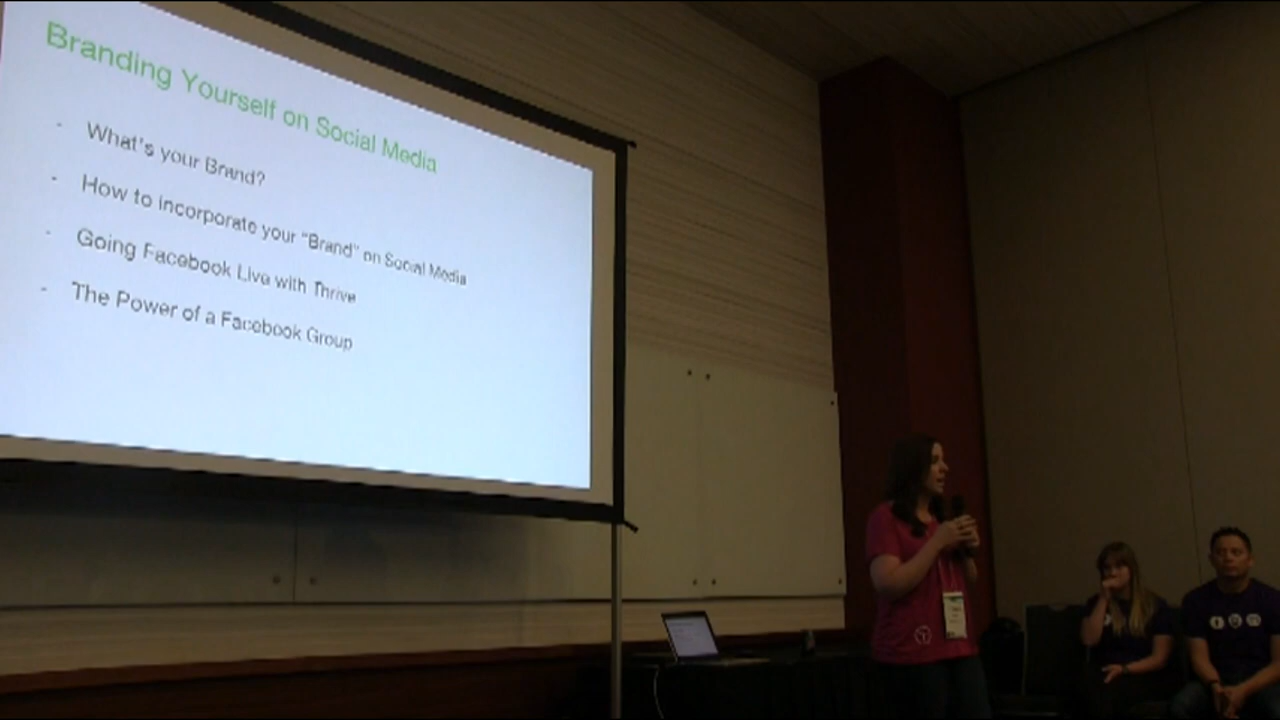 Branding Yourself on Social Media
- What's your Brand?
- How to incorporate your "Brand" on Social Media
- Going Facebook Live with Thrive
- The Power of a Facebook Group